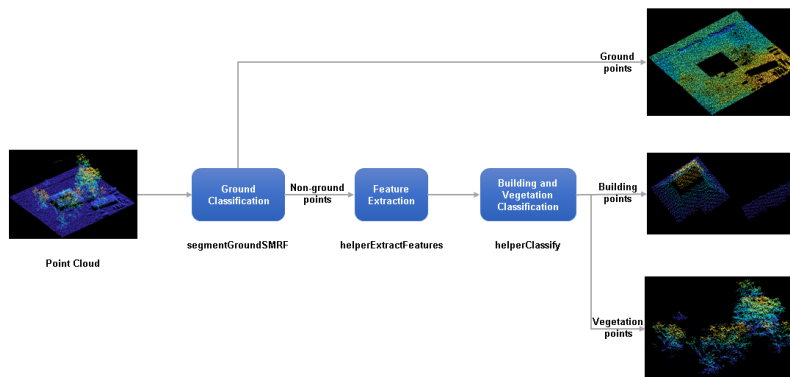 Ground
points
Ground
Classification
Non-ground
points
Feature
Extraction
Building and
Vegetation
Classification
Building
points
segmentGroundSMRF
helperExtractFeatures
helperClassify
Point Cloud
Vegetation
points